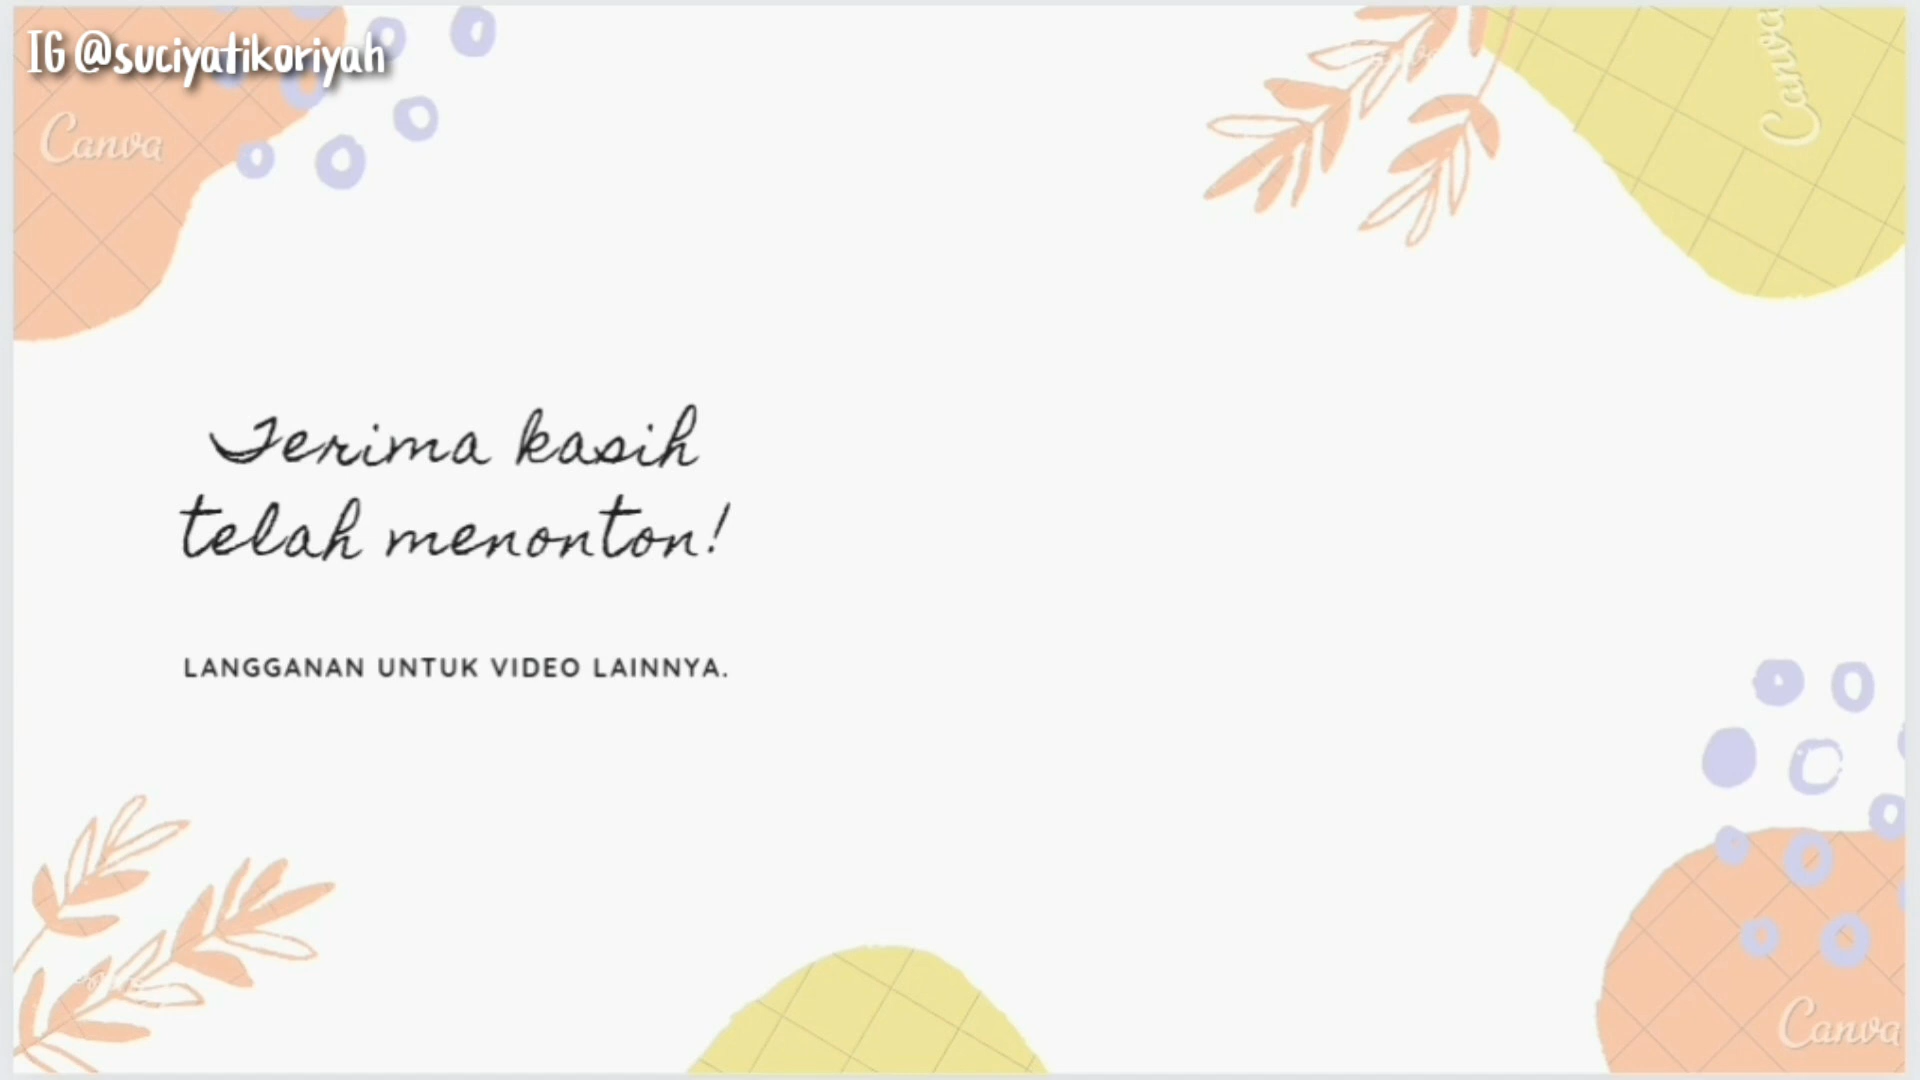 IG @suciyatikoriyah
Canva
Canva
Terima kasih
telah menonton!
LANGGANAN UNTUK VIDEO LAINNYA.
Canva